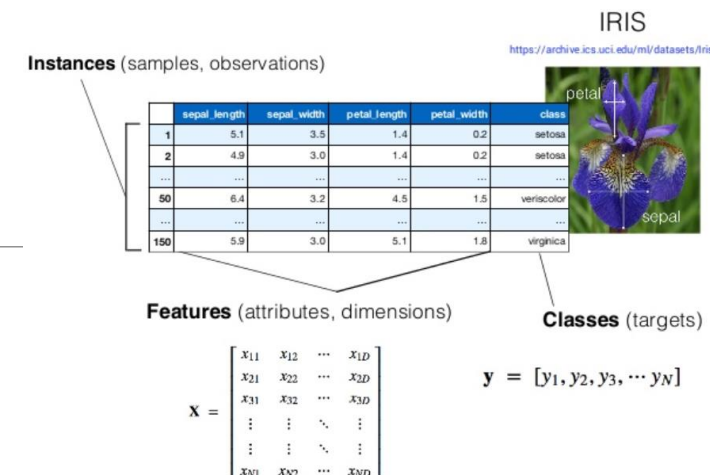 IRIS
https://archive.ics.uci.edu/ml/datasets/Iris
Instances (samples, observations)
petal
sepal_length sepal_width petal_length petal_width class
1 5.1 3.5 1.4 0.2 setosa
2 4.9 3.0 1.4 0.2 setosa
... ... ... ... ... ...
50 6.4 3.2 4.5 1.5 veriscolor
... ... ... ... ... ...
150 5.9 3.0 5.1 1.8 virginica
sepal
Features (attributes, dimensions)
Classes (targets)
x11 x12 ⋯ x1D
x21 x22 ⋯ x2D
x31 x32 ⋯ x3D
X =
⋮ ⋮ ⋱ ⋮
⋮ ⋮ ⋱ ⋮
xN1 xN2 ⋯ xND
y = [y1, y2, y3, ⋯ yN]